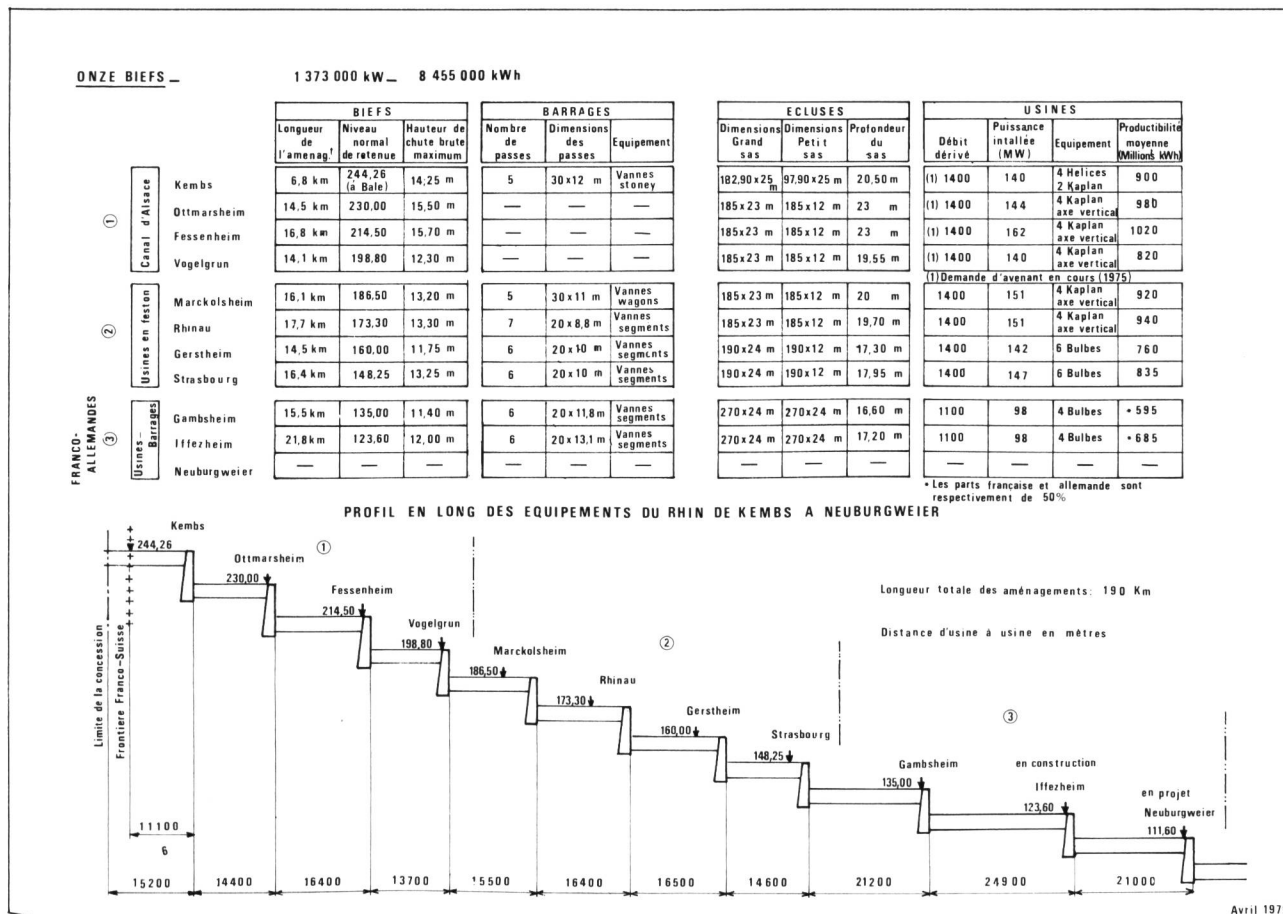 ONZE BIEFS _ 1 373 000 kW_ 8 455 000 kWh
BIEFS BARRAGES ECLUSES USINES
Longueur de l'amenag.t Niveau normal de retenue Hauteur de chute brute maximum Nombre de passes Dimensions des passes Equipement Dimensions Grand sas Dimensions Petit sas Profondeur du sas Débit dérivé Puissance intallée (MW) Equipement Productibilité moyenne (Millions kWh)
① Canal d'Alsace
Kembs 6,8 km 244,26 (á Bale) 14,25 m 5 30x12 m Vannes stoney 182,90x25 m 97,90x25 m 20,50 m (1) 1400 140 4 Helices 2 Kaplan 900
Ottmarsheim 14,5 km 230,00 15,50 m — — — 185x23 m 185x12 m 23 m (1) 1400 144 4 Kaplan axe vertical 980
Fessenheim 16,8 km 214,50 15,70 m — — — 185x23 m 185x12 m 23 m (1) 1400 162 4 Kaplan axe vertical 1020
Vogelgrun 14,1 km 198,80 12,30 m — — — 185x23 m 185x12 m 19,55 m (1) 1400 140 4 Kaplan axe vertical 820
(1) Demande d'avenant en cours (1975)
② Usines en feston
Marckolsheim 16,1 km 186,50 13,20 m 5 30x11 m Vannes wagons 185x23 m 185x12 m 20 m 1400 151 4 Kaplan axe vertical 920
Rhinau 17,7 km 173,30 13,30 m 7 20x8,8 m Vannes segments 185x23 m 185x12 m 19,70 m 1400 151 4 Kaplan axe vertical 940
Gerstheim 14,5 km 160,00 11,75 m 6 20x10 m Vannes segments 190x24 m 190x12 m 17,30 m 1400 142 6 Bulbes 760
Strasbourg 16,4 km 148,25 13,25 m 6 20x10 m Vannes segments 190x24 m 190x12 m 17,95 m 1400 147 6 Bulbes 835
FRANCO-ALLEMANDES ③ Usines-Barrages
Gambsheim 15,5 km 135,00 11,40 m 6 20x11,8 m Vannes segments 270x24 m 270x24 m 16,60 m 1100 98 4 Bulbes • 595
Iffezheim 21,8 km 123,60 12,00 m 6 20x13,1 m Vannes segments 270x24 m 270x24 m 17,20 m 1100 98 4 Bulbes • 685
Neuburgweier — — — — — — — — — — — — —
• Les parts française et allemande sont
respectivement de 50%
PROFIL EN LONG DES EQUIPEMENTS DU RHIN DE KEMBS A NEUBURGWEIER
Kembs
244,26
①
Ottmarsheim
230,00
Fessenheim
214,50
Vogelgrun
198,80
Marckolsheim
186,50
②
Rhinau
173,30
Gerstheim
160,00
Strasbourg
148,25
③
Gambsheim
135,00
en construction
Iffezheim
123,60
en projet
Neuburgweier
111,60
Longueur totale des aménagements: 190 Km
Distance d'usine à usine en mètres
Limite de la concession
Frontiere Franco-Suisse
11100
6
15200 14400 16400 13700 15500 16400 16500 14600 21200 24900 21000
Avril 197